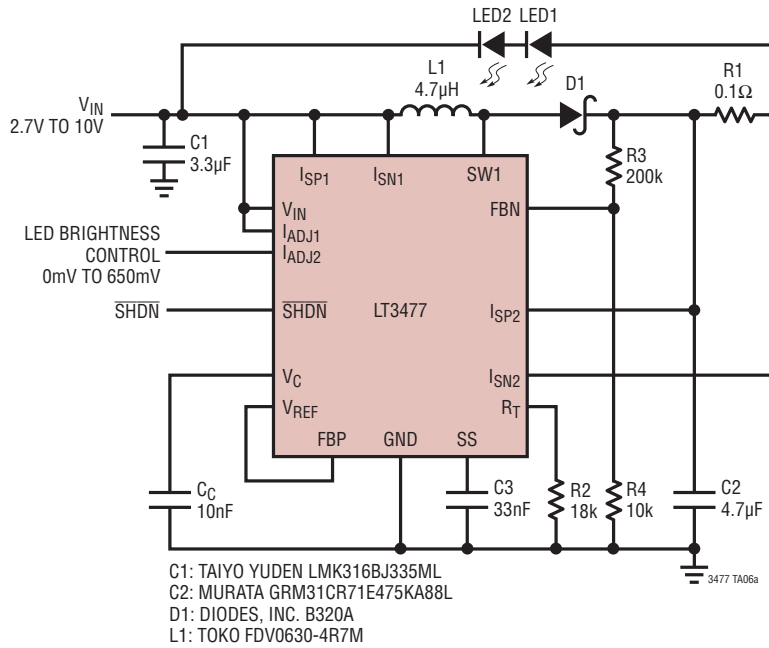 LED2 LED1
L1
4.7µH
D1
R1
0.1Ω
VIN
2.7V TO 10V
C1
3.3µF
R3
200k
ISP1
ISN1
SW1
VIN
FBN
IADJ1
LED BRIGHTNESS
CONTROL
0mV TO 650mV
IADJ2
SHDN
SHDN
LT3477
ISP2
VC
ISN2
VREF
RT
FBP
GND
SS
CC
10nF
C3
33nF
R2
18k
R4
10k
C2
4.7µF
3477 TA06a
C1: TAIYO YUDEN LMK316BJ335ML
C2: MURATA GRM31CR71E475KA88L
D1: DIODES, INC. B320A
L1: TOKO FDV0630-4R7M